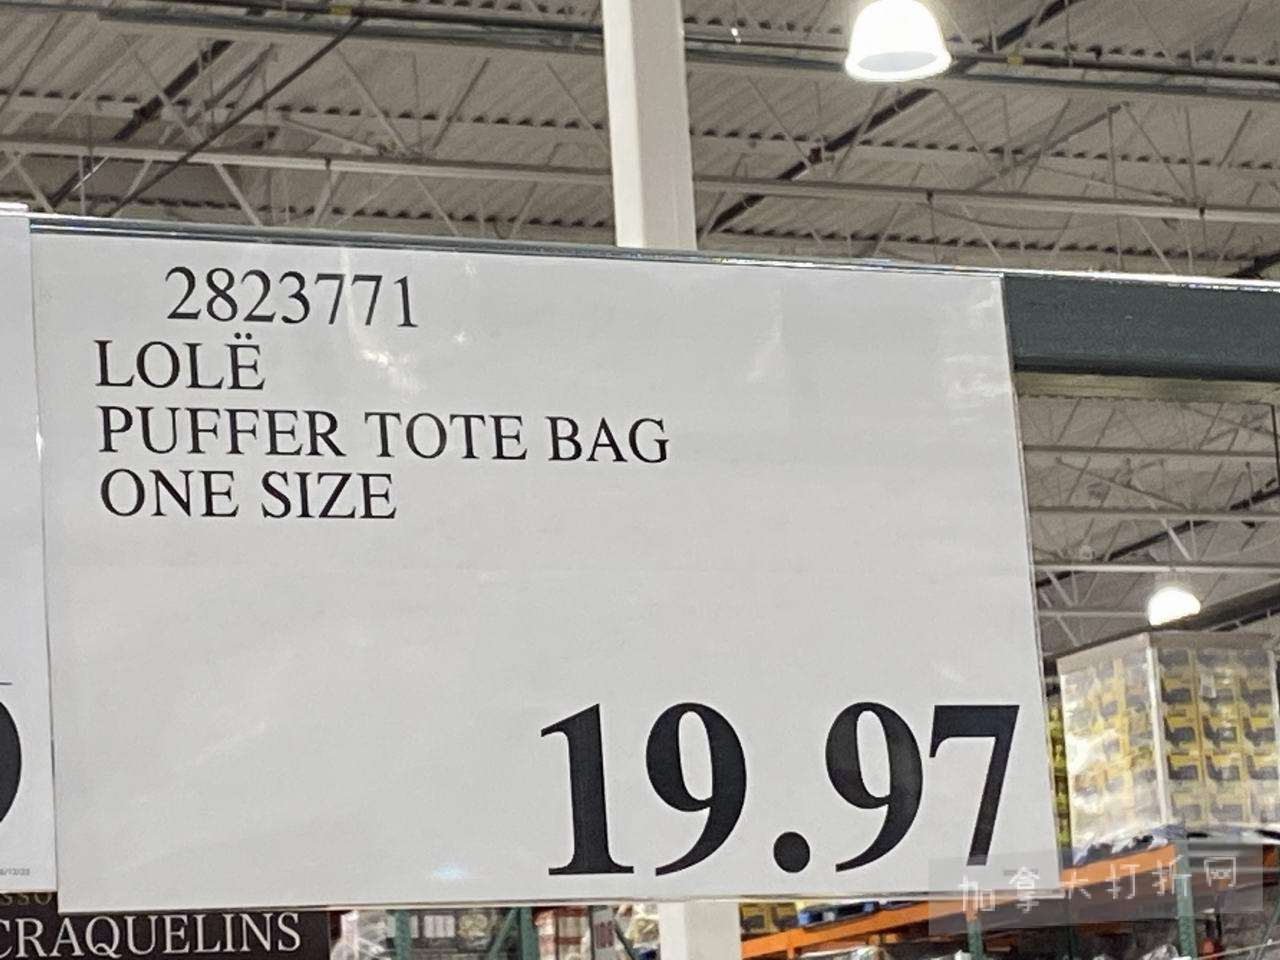 2823771
LOLË
PUFFER TOTE BAG
ONE SIZE
19.97
CRAQUELINS
加拿大打折网